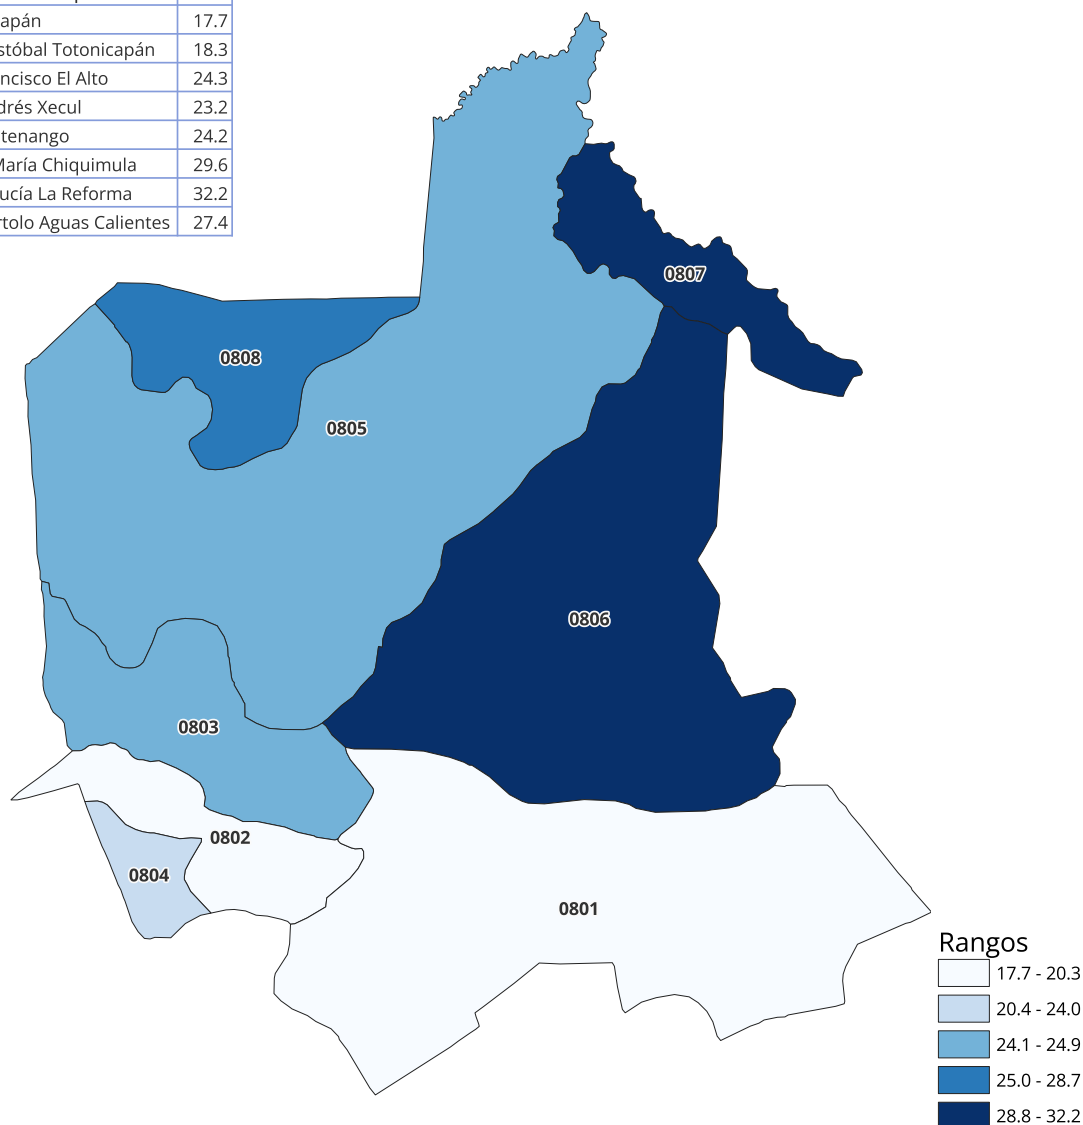 apán 17.7
stóbal Totonicapán 18.3
ncisco El Alto 24.3
drés Xecul 23.2
tenango 24.2
María Chiquimula 29.6
ucía La Reforma 32.2
rtolo Aguas Calientes 27.4
0807
0808
0805
0806
0803
0802
0804
0801
Rangos
17.7 - 20.3
20.4 - 24.0
24.1 - 24.9
25.0 - 28.7
28.8 - 32.2